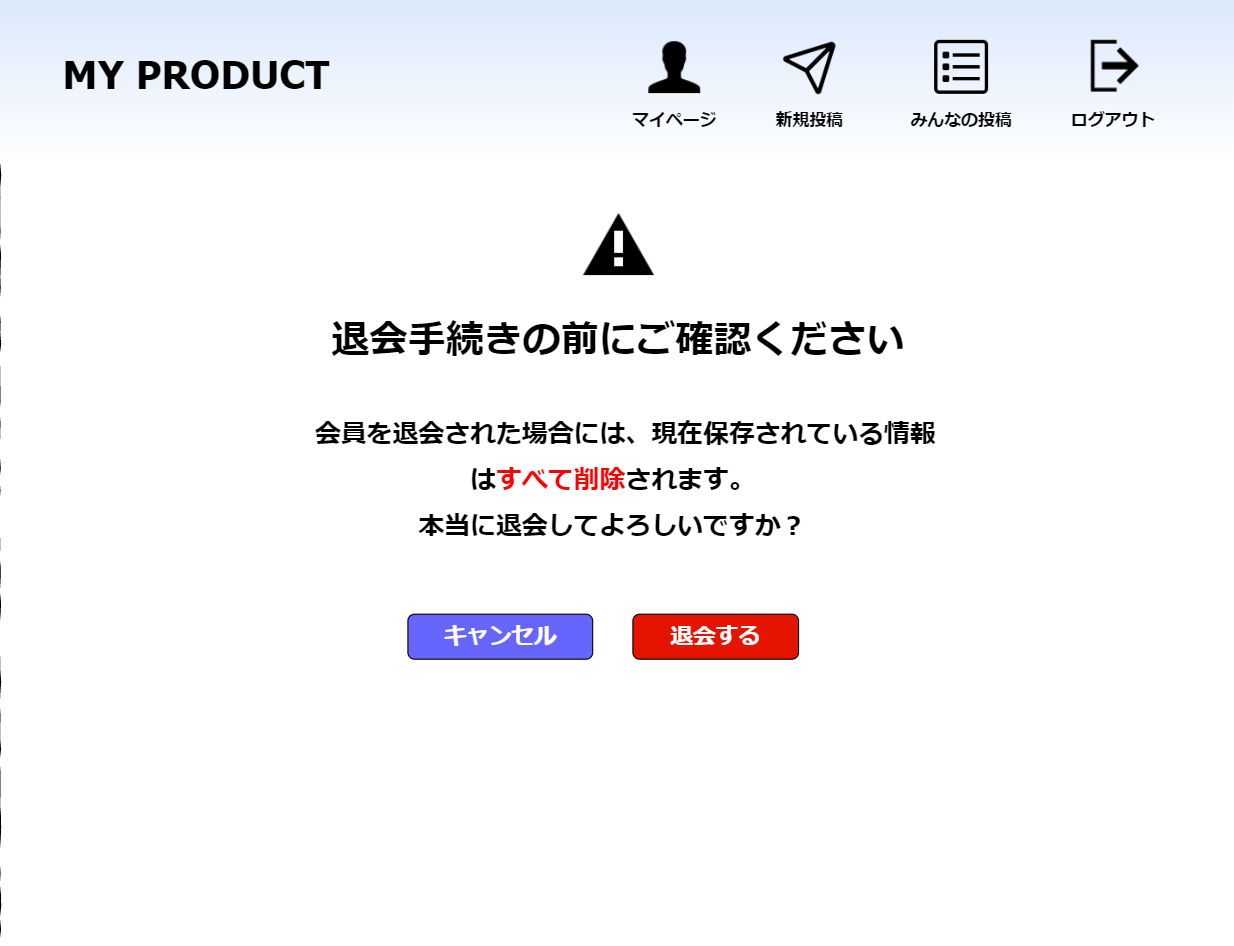 MY PRODUCT
マイページ
新規投稿
みんなの投稿
ログアウト
退会手続きの前にご確認ください
会員を退会された場合には、現在保存されている情報
はすべて削除されます。
本当に退会してよろしいですか？
キャンセル
退会する